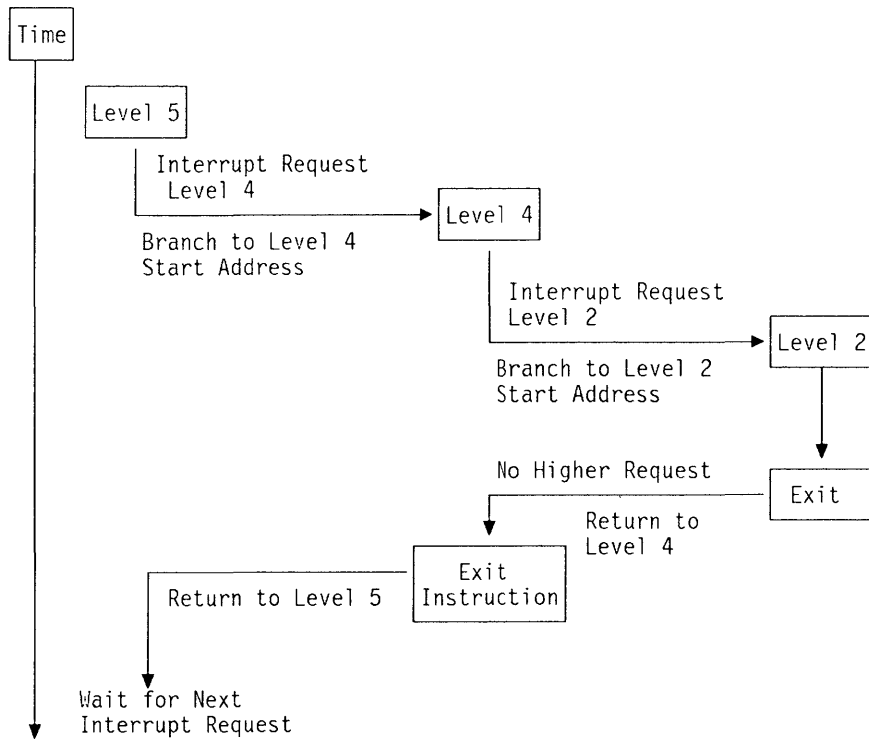 Time
Level 5
Interrupt Request
Level 4
Branch to Level 4
Start Address
Level 4
Interrupt Request
Level 2
Branch to Level 2
Start Address
Level 2
No Higher Request
Exit
Return to
Level 4
Exit
Instruction
Return to Level 5
Wait for Next
Interrupt Request